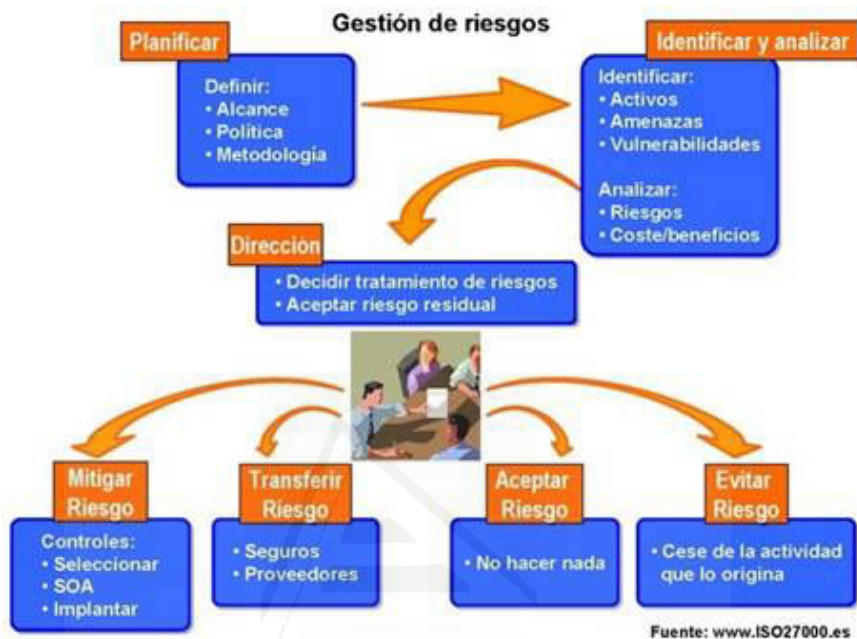 Gestión de riesgos
Planificar
Definir:
• Alcance
• Política
• Metodología
Identificar y analizar
Identificar:
• Activos
• Amenazas
• Vulnerabilidades
Analizar:
• Riesgos
• Coste/beneficios
Dirección
• Decidir tratamiento de riesgos
• Aceptar riesgo residual
Mitigar
Riesgo
Controles:
• Seleccionar
• SOA
• Implantar
Transferir
Riesgo
• Seguros
• Proveedores
Aceptar
Riesgo
• No hacer nada
Evitar
Riesgo
• Cese de la actividad
que lo origina
Fuente: www.ISO27000.es